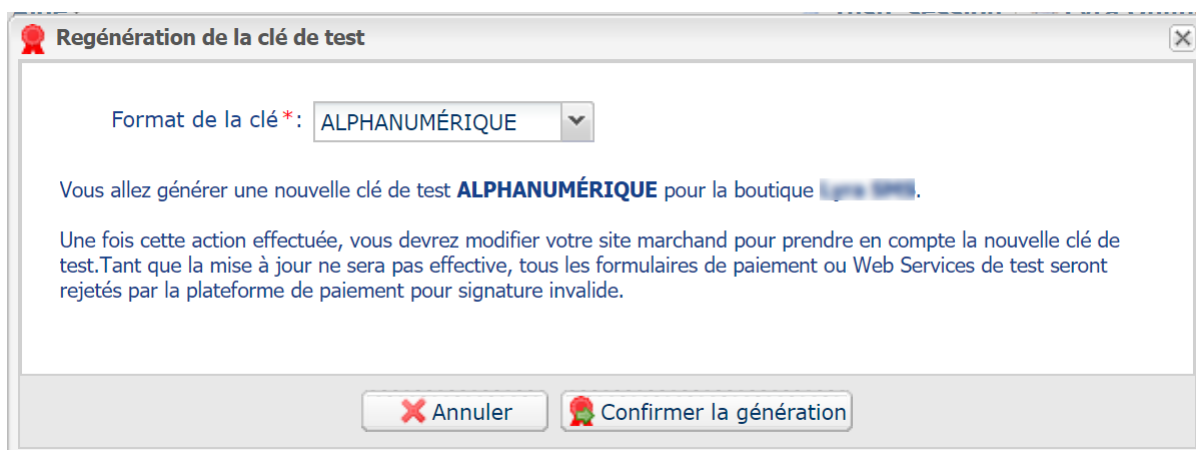 Regénération de la clé de test
Format de la clé*: ALPHANUMÉRIQUE
Vous allez générer une nouvelle clé de test ALPHANUMÉRIQUE pour la boutique .
Une fois cette action effectuée, vous devrez modifier votre site marchand pour prendre en compte la nouvelle clé de
test.Tant que la mise à jour ne sera pas effective, tous les formulaires de paiement ou Web Services de test seront
rejetés par la plateforme de paiement pour signature invalide.
Annuler Confirmer la génération